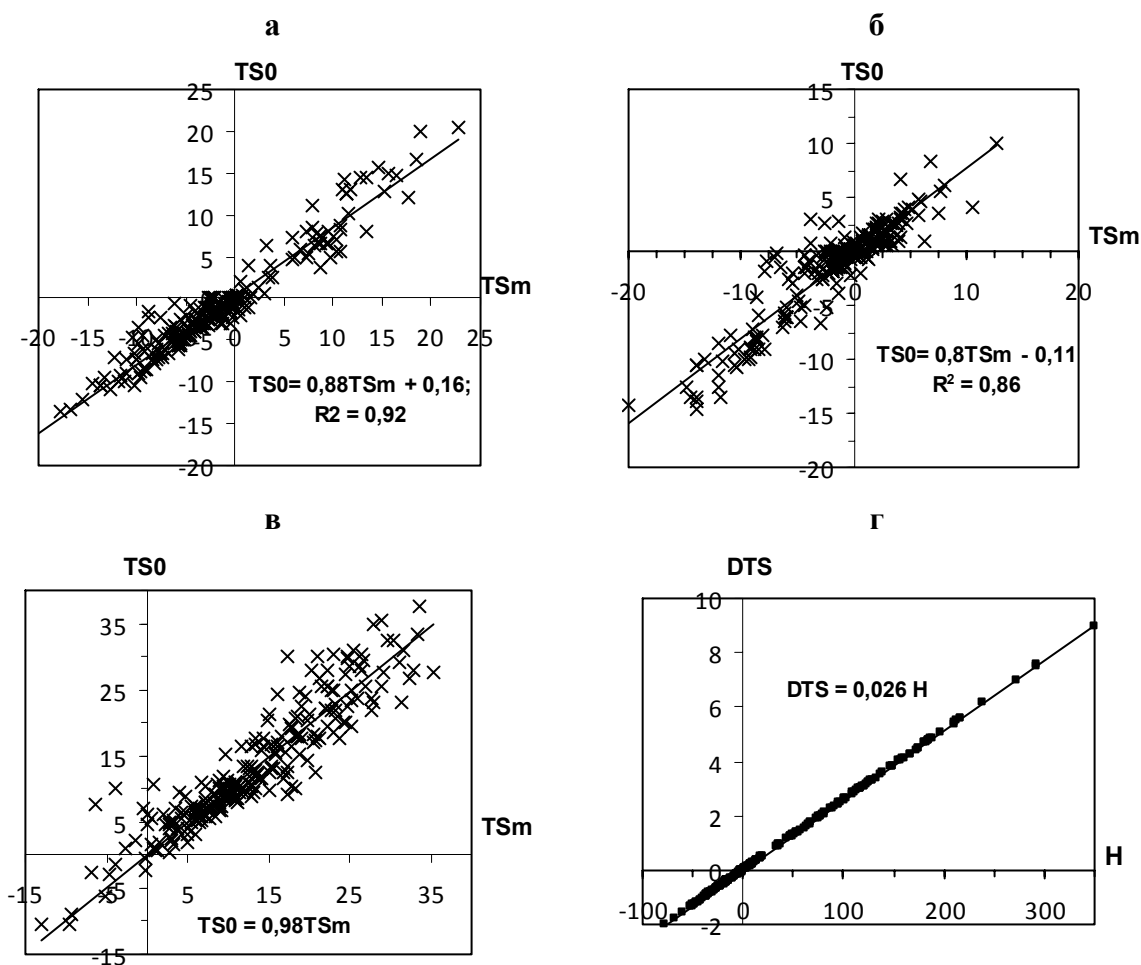 а
TS0
25
20
15
10
5
TSm
-20 -15 -10 -5 0 5 10 15 20 25
-5
-10
TS0= 0,88TSm + 0,16;
R2 = 0,92
-15
-20
б
TS0
15
10
5
TSm
-20 -10 0 10 20
-5
-10
TS0= 0,8TSm - 0,11
R² = 0,86
-15
-20
в
TS0
35
25
15
5
TSm
-15 -5 5 15 25 35
-5
TS0 = 0,98TSm
-15
г
DTS
10
8
6
DTS = 0,026 H
4
2
0
H
-100 0 100 200 300
-2